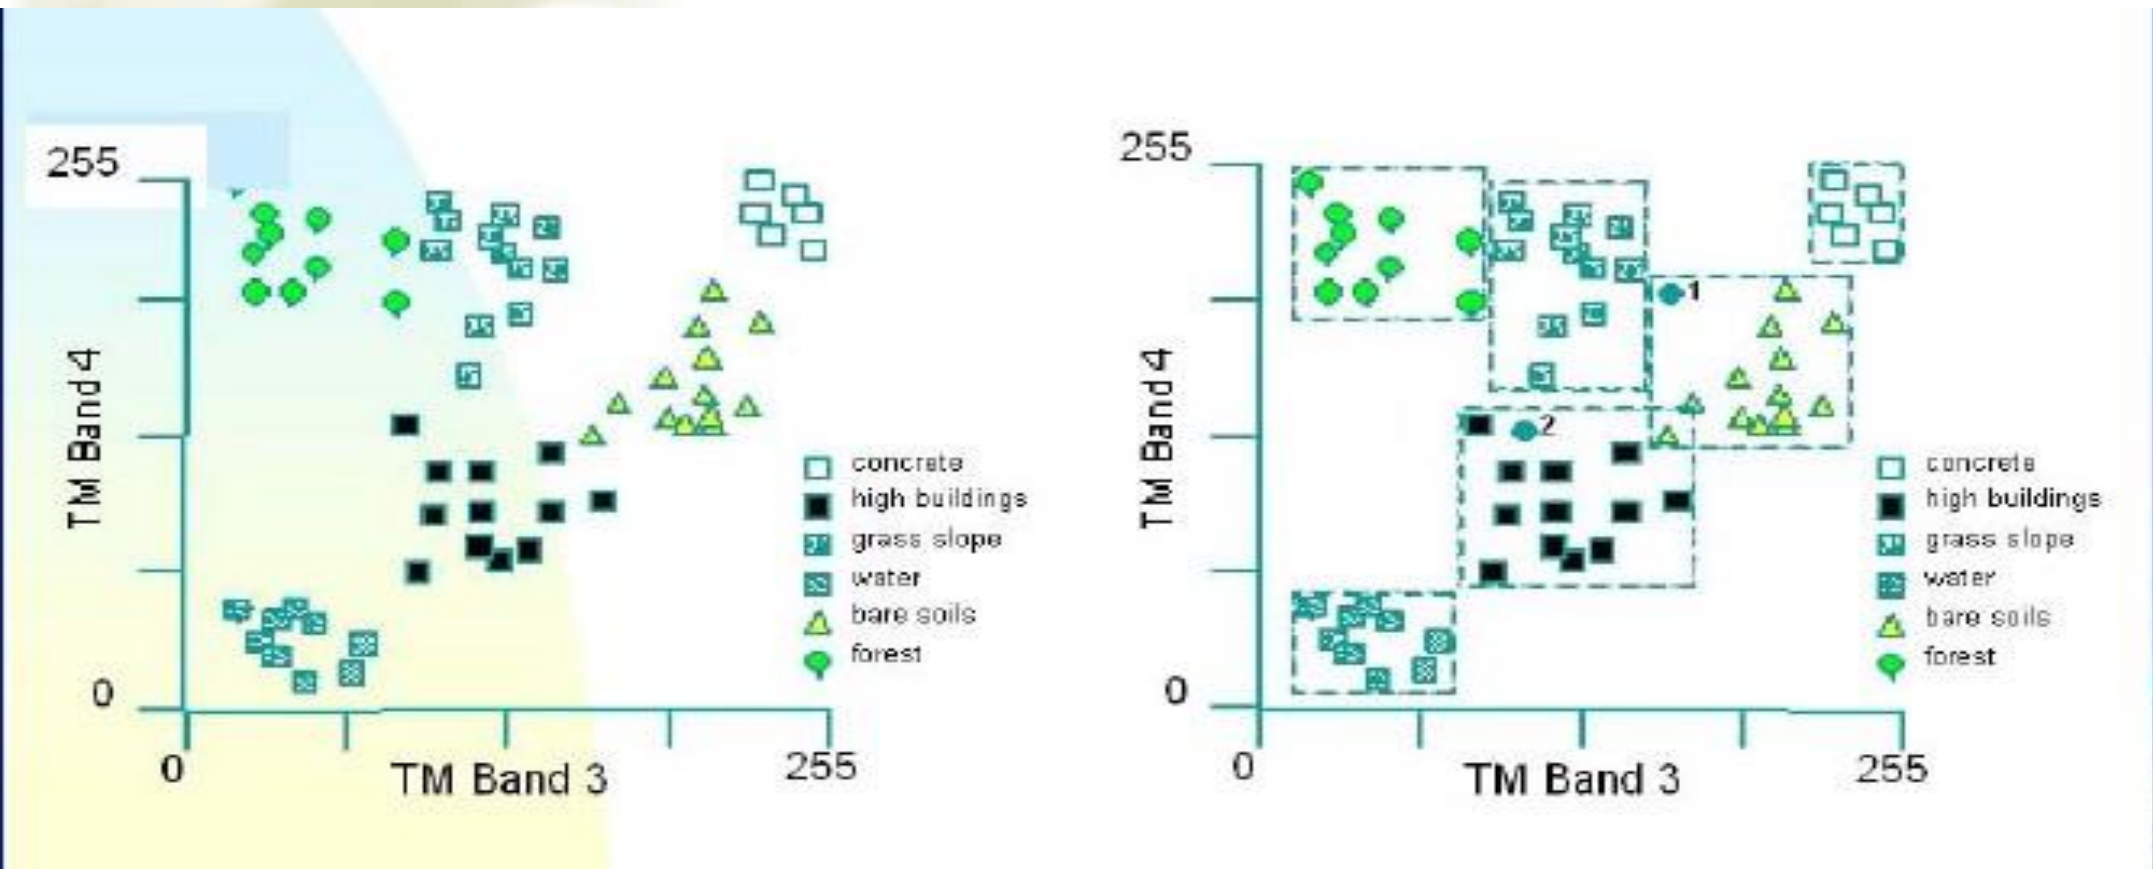 255
TM Band 4
0
0
TM Band 3
255
concrete
high buildings
grass slope
water
bare soils
forest
255
TM Band 4
0
0
TM Band 3
255
1
2
concrete
high buildings
grass slope
water
bare soils
forest